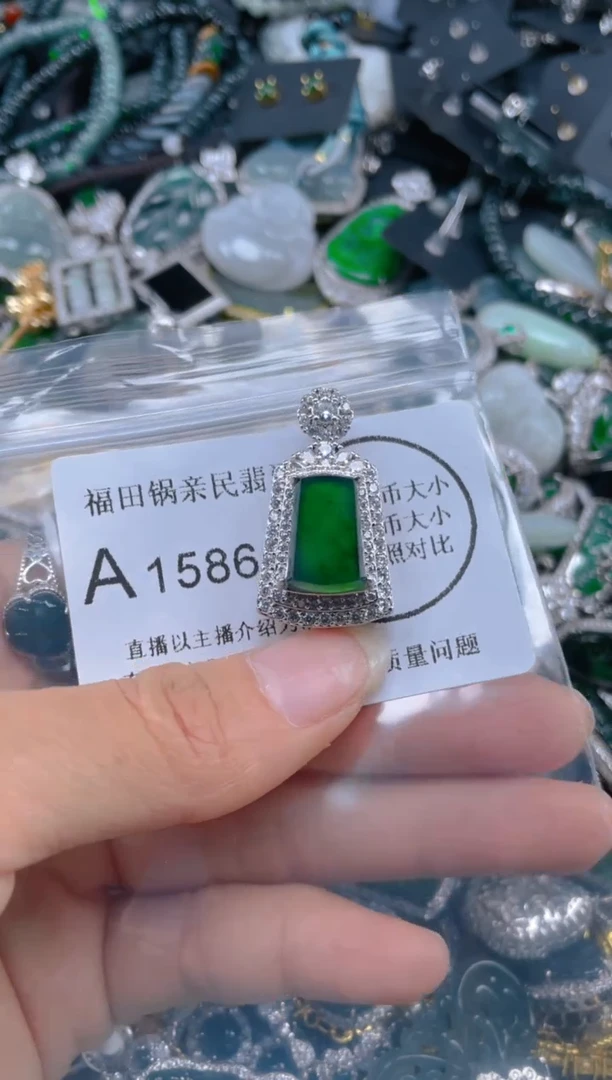 福田锅亲民翡
币大小
币大小
照对比
A1586
直播以主播介绍为
质量问题